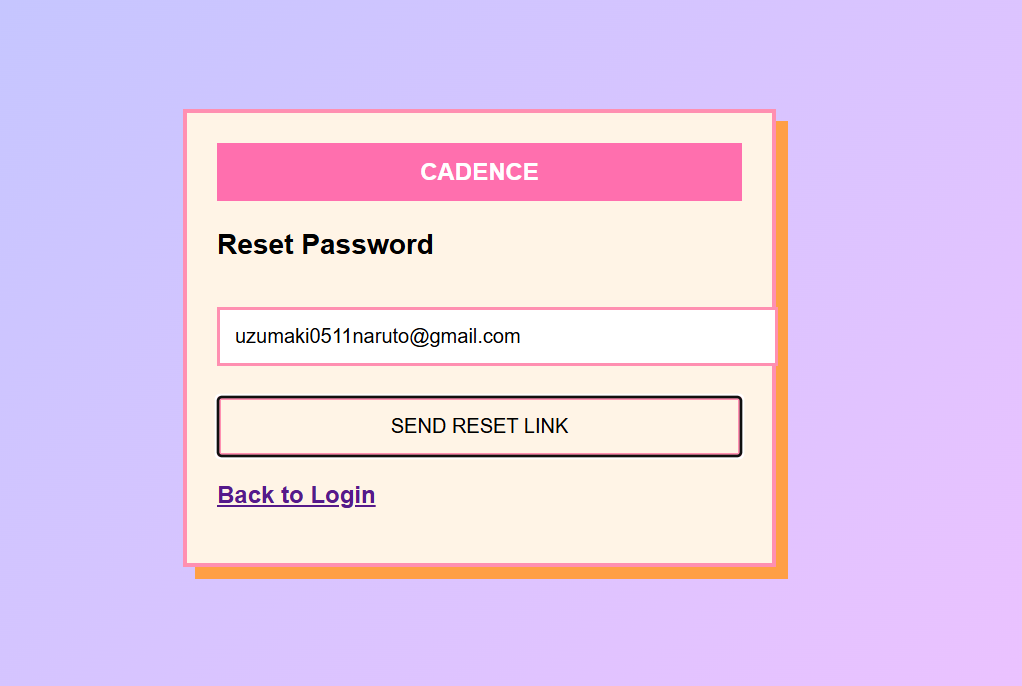 CADENCE
Reset Password
uzumaki0511naruto@gmail.com
SEND RESET LINK
Back to Login